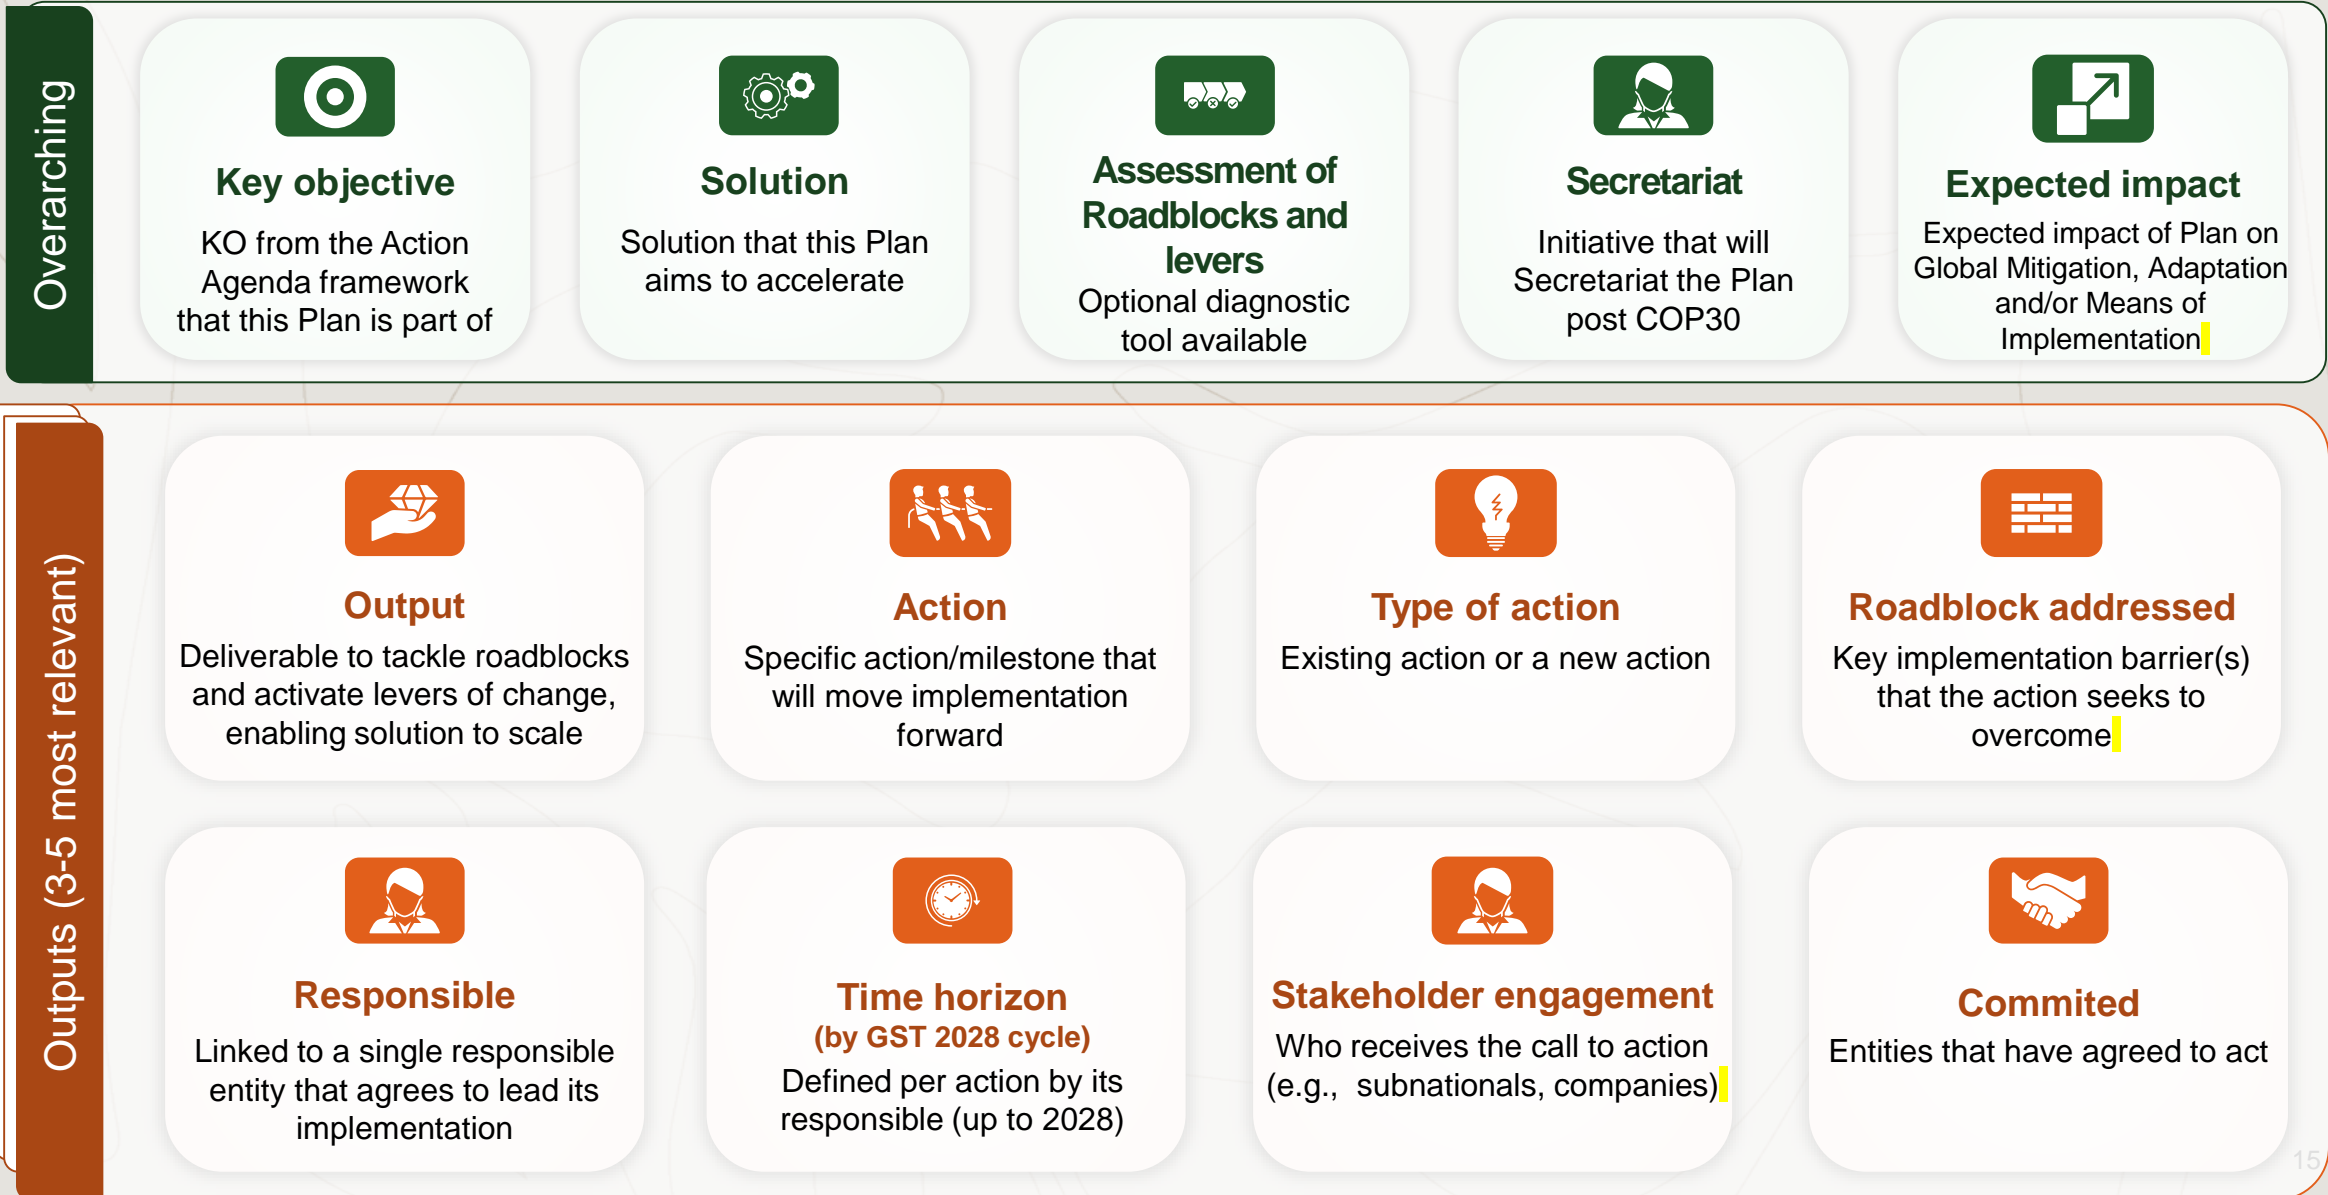 Overarching
Key objective
KO from the Action
Agenda framework
that this Plan is part of
Solution
Solution that this Plan
aims to accelerate
Assessment of
Roadblocks and
levers
Optional diagnostic
tool available
Secretariat
Initiative that will
Secretariat the Plan
post COP30
Expected impact
Expected impact of Plan on
Global Mitigation, Adaptation
and/or Means of
Implementation
Outputs (3-5 most relevant)
Output
Deliverable to tackle roadblocks
and activate levers of change,
enabling solution to scale
Action
Specific action/milestone that
will move implementation
forward
Type of action
Existing action or a new action
Roadblock addressed
Key implementation barrier(s)
that the action seeks to
overcome
Responsible
Linked to a single responsible
entity that agrees to lead its
implementation
Time horizon
(by GST 2028 cycle)
Defined per action by its
responsible (up to 2028)
Stakeholder engagement
Who receives the call to action
(e.g., subnationals, companies)
Commited
Entities that have agreed to act
15